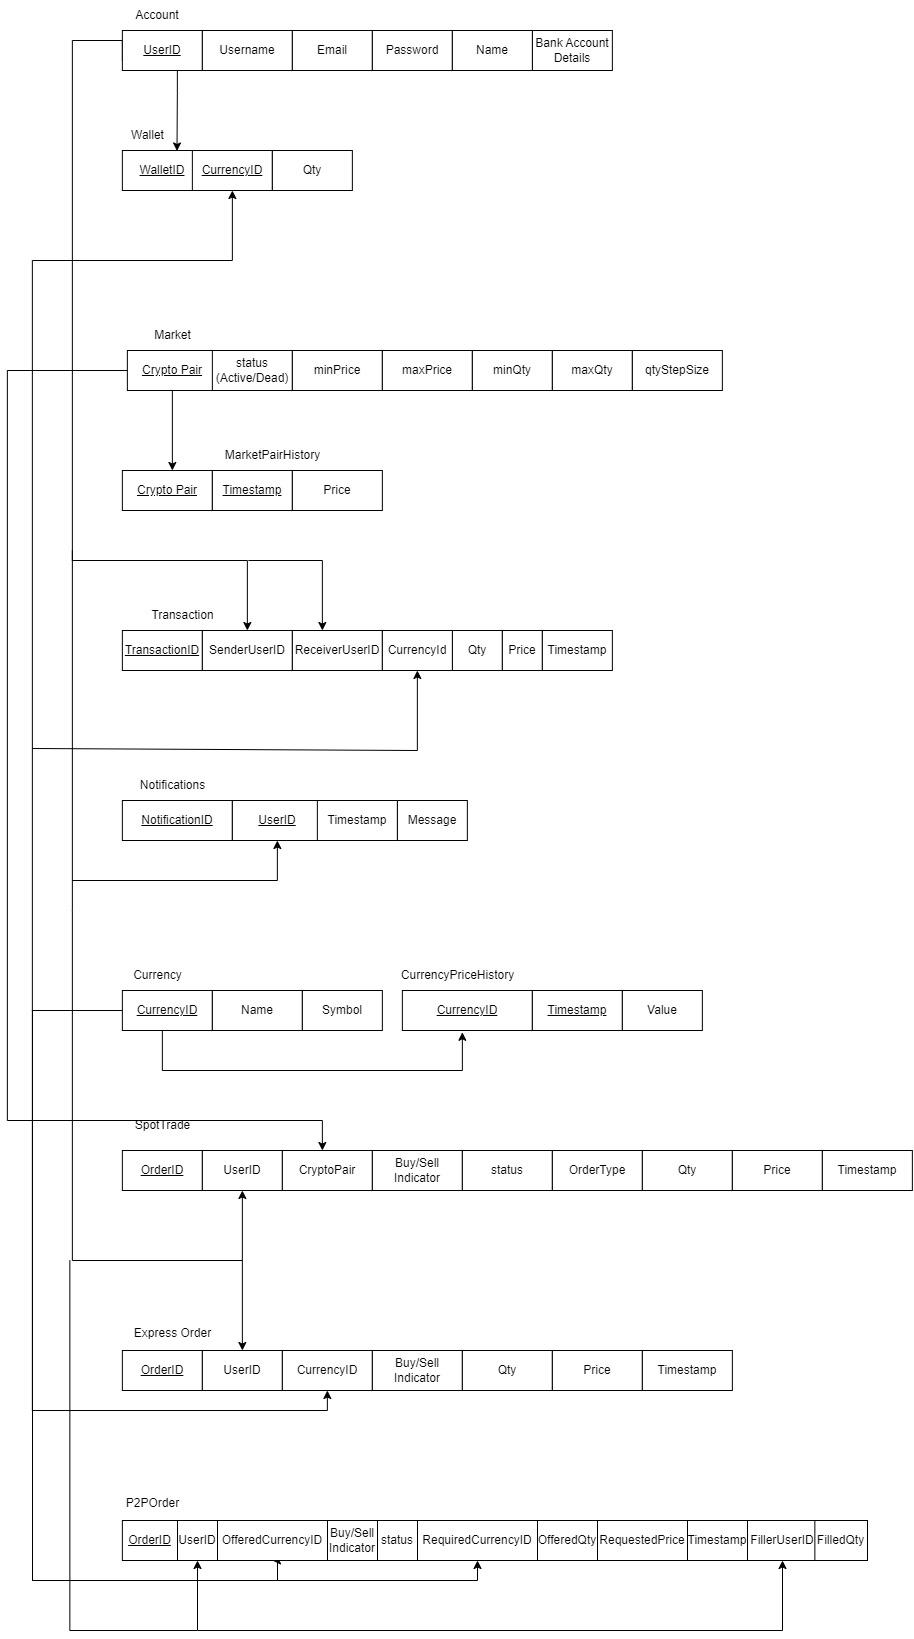 Account
UserID Username Email Password Name Bank Account
Details
Wallet
WalletID CurrencyID Qty
Market
Crypto Pair status
(Active/Dead) minPrice maxPrice minQty maxQty qtyStepSize
MarketPairHistory
Crypto Pair Timestamp Price
Transaction
TransactionID SenderUserID ReceiverUserID CurrencyId Qty Price Timestamp
Notifications
NotificationID UserID Timestamp Message
Currency CurrencyPriceHistory
CurrencyID Name Symbol CurrencyID Timestamp Value
SpotTrade
OrderID UserID CryptoPair Buy/Sell
Indicator status OrderType Qty Price Timestamp
Express Order
OrderID UserID CurrencyID Buy/Sell
Indicator Qty Price Timestamp
P2POrder
OrderID UserID OfferedCurrencyID Buy/Sell
Indicator status RequiredCurrencyID OfferedQty RequestedPrice Timestamp FillerUserID FilledQty